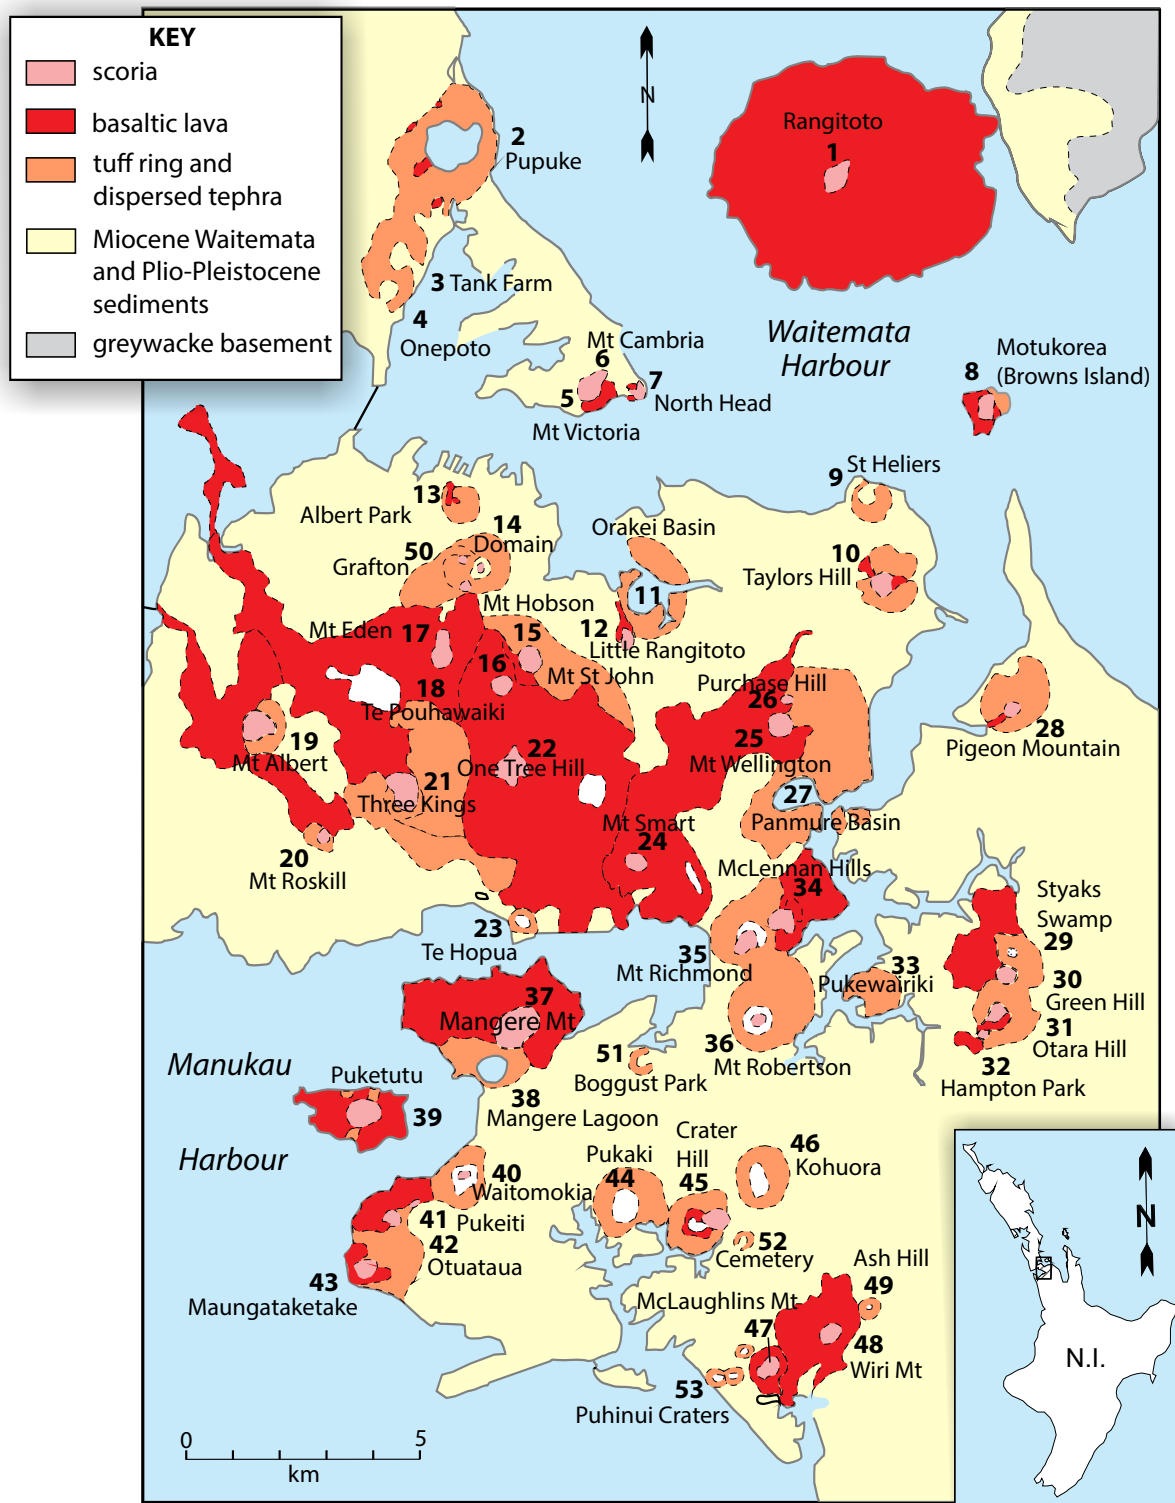 KEY
scoria
basaltic lava
tuff ring and
dispersed tephra
Miocene Waitemata
and Plio-Pleistocene
sediments
greywacke basement
N
Rangitoto
1
2
Pupuke
3 Tank Farm
4
Onepoto
Waitemata
Harbour
Mt Cambria
6
5
7
North Head
Mt Victoria
Motukorea
8
(Browns Island)
St Heliers
9
13
Albert Park
14
Domain
50
Grafton
Orakei Basin
11
10
Taylors Hill
Mt Hobson
15
12
Little Rangitoto
Mt Eden 17
16
Mt St John
18
Te Pouhawaiki
Purchase Hill
26
25
Mt Wellington
28
Pigeon Mountain
19
Mt Albert
22
One Tree Hill
21
Three Kings
27
Panmure Basin
Mt Smart
24
20
Mt Roskill
McLennan Hills
34
Styaks
Swamp
29
23
Te Hopua
35
Mt Richmond
33
Pukewairiki
30
Green Hill
31
Otara Hill
32
Hampton Park
37
Mangere Mt
36
Mt Robertson
51
Boggust Park
Manukau
Harbour
Puketutu
39
38
Mangere Lagoon
Crater
Hill
45
Pukaki
44
46
Kohuora
40
Waitomokia
41 Pukeiti
42
Otuataua
43
Maungataketake
52
Cemetery
Ash Hill
49
McLaughlins Mt
47
48
Wiri Mt
53
Puhinui Craters
0
5
km
N
N.I.